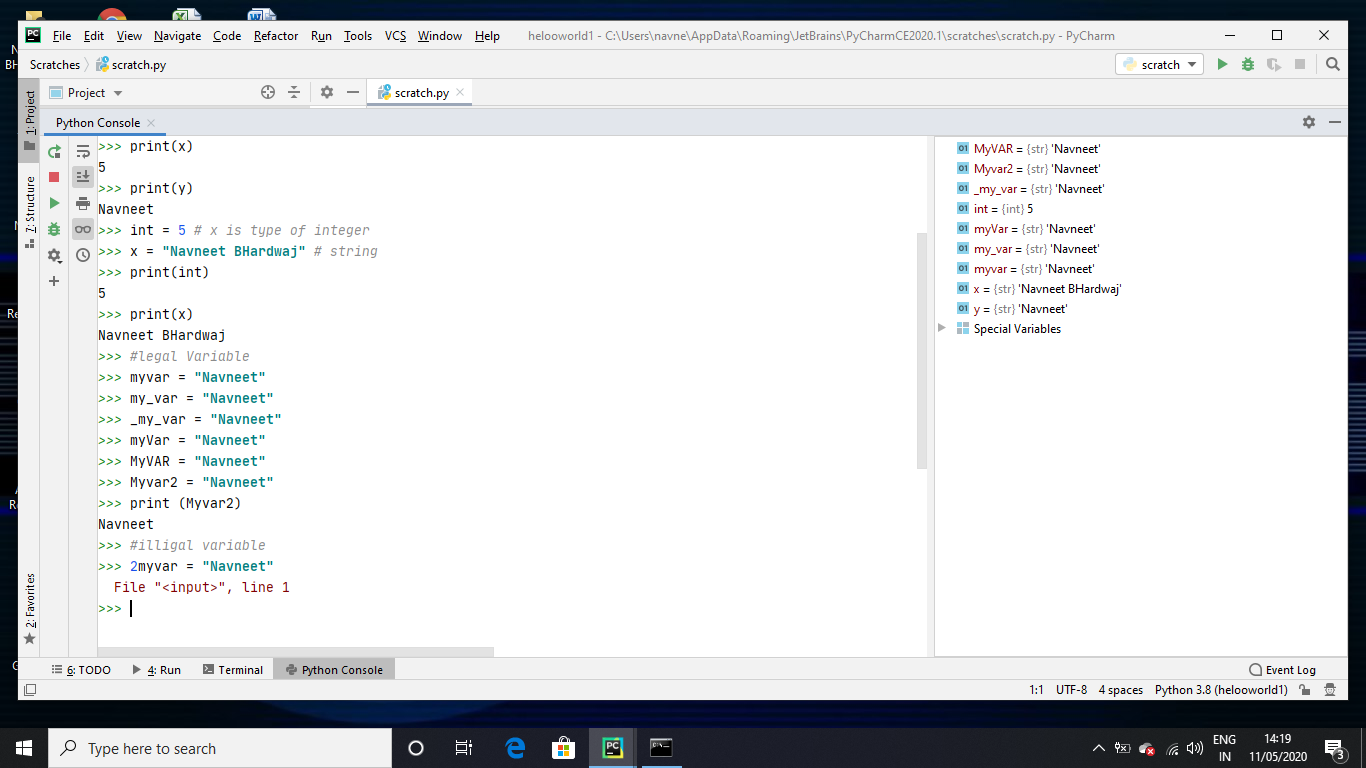 File Edit View Navigate Code Refactor Run Tools VCS Window Help helooworld1 - C:\Users\navne\AppData\Roaming\JetBrains\PyCharmCE2020.1\scratches\scratch.py - PyCharm
Scratches scratch.py scratch
Project scratch.py
1: Project
7: Structure
2: Favorites
Python Console
>>> print(x)
5
>>> print(y)
Navneet
>>> int = 5 # x is type of integer
>>> x = "Navneet BHardwaj" # string
>>> print(int)
5
>>> print(x)
Navneet BHardwaj
>>> #legal Variable
>>> myvar = "Navneet"
>>> my_var = "Navneet"
>>> _my_var = "Navneet"
>>> myVar = "Navneet"
>>> MyVAR = "Navneet"
>>> Myvar2 = "Navneet"
>>> print (Myvar2)
Navneet
>>> #illigal variable
>>> 2myvar = "Navneet"
File "<input>", line 1
>>>
MyVAR = {str} 'Navneet'
Myvar2 = {str} 'Navneet'
_my_var = {str} 'Navneet'
int = {int} 5
myVar = {str} 'Navneet'
my_var = {str} 'Navneet'
myvar = {str} 'Navneet'
x = {str} 'Navneet BHardwaj'
y = {str} 'Navneet'
Special Variables
6: TODO 4: Run Terminal Python Console Event Log
1:1 UTF-8 4 spaces Python 3.8 (helooworld1)
Type here to search
ENG
IN
14:19
11/05/2020
3